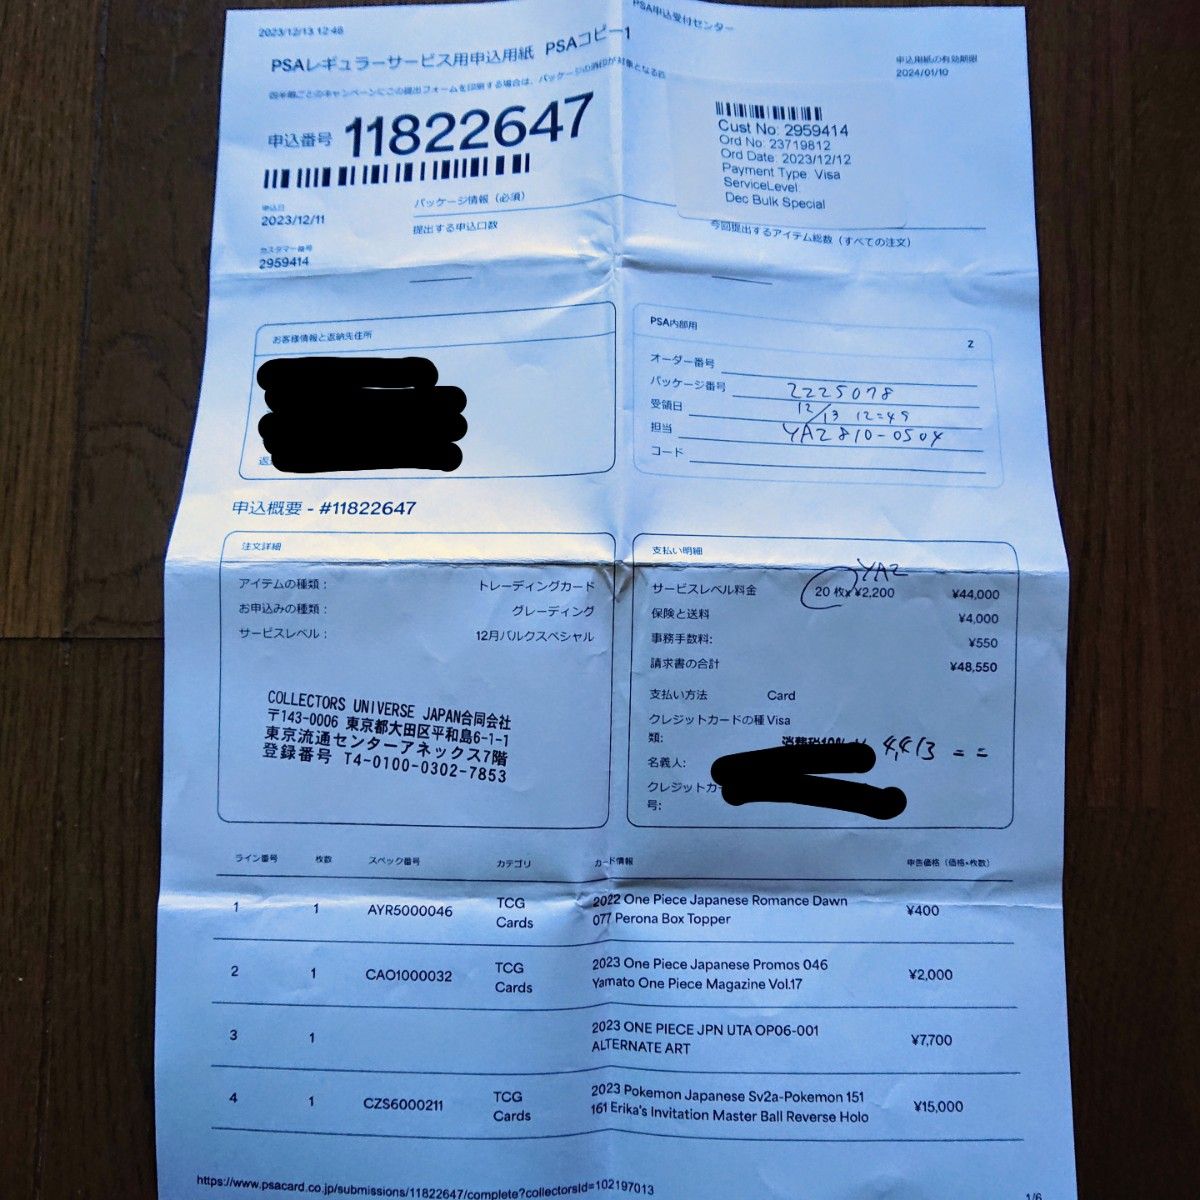 2023/12/13 12:48
PSA申込受付センター
PSAレギュラーサービス用申込用紙 PSAコピー1
申込用紙の有効期限
2024/01/10
申込番号 11822647
Cust No: 2959414
Ord No: 23719812
Ord Date: 2023/12/12
Payment Type: Visa
ServiceLevel:
Dec Bulk Special
申込日
2023/12/11
パッケージ情報(必須)
提出する申込口数
今回提出するアイテム総数(すべての注文)
カスタマー番号
2959414
お客様情報と返納先住所
PSA内部用
2
オーダー番号
パッケージ番号 2225078
受領日 12/13 12=49
担当 YAZ810-0504
コード
申込概要 - #11822647
注文詳細
アイテムの種類: トレーディングカード
お申込みの種類: グレーディング
サービスレベル: 12月バルクスペシャル
COLLECTORS UNIVERSE JAPAN合同会社
〒143-0006 東京都大田区平和島6-1-1
東京流通センターアネックス7階
登録番号 T4-0100-0302-7853
支払い明細
YAZ
サービスレベル料金 20 枚x ¥2,200 ¥44,000
保険と送料 ¥4,000
事務手数料: ¥550
請求書の合計 ¥48,550
支払い方法 Card
クレジットカードの種 Visa
類:
消費税10% 4,413 = =
名義人:
クレジットカ
号:
ライン番号 枚数 スペック番号 カテゴリ カード情報 申告価格(価格*枚数)
1 1 AYR5000046 TCG Cards 2022 One Piece Japanese Romance Dawn ¥400
077 Perona Box Topper
2 1 CAO1000032 TCG Cards 2023 One Piece Japanese Promos 046 ¥2,000
Yamato One Piece Magazine Vol.17
3 1 2023 ONE PIECE JPN UTA OP06-001 ¥7,700
ALTERNATE ART
4 1 CZS6000211 TCG Cards 2023 Pokemon Japanese Sv2a-Pokemon 151 ¥15,000
161 Erika's Invitation Master Ball Reverse Holo
https://www.psacard.co.jp/submissions/11822647/complete?collectorsId=102197013
1/6